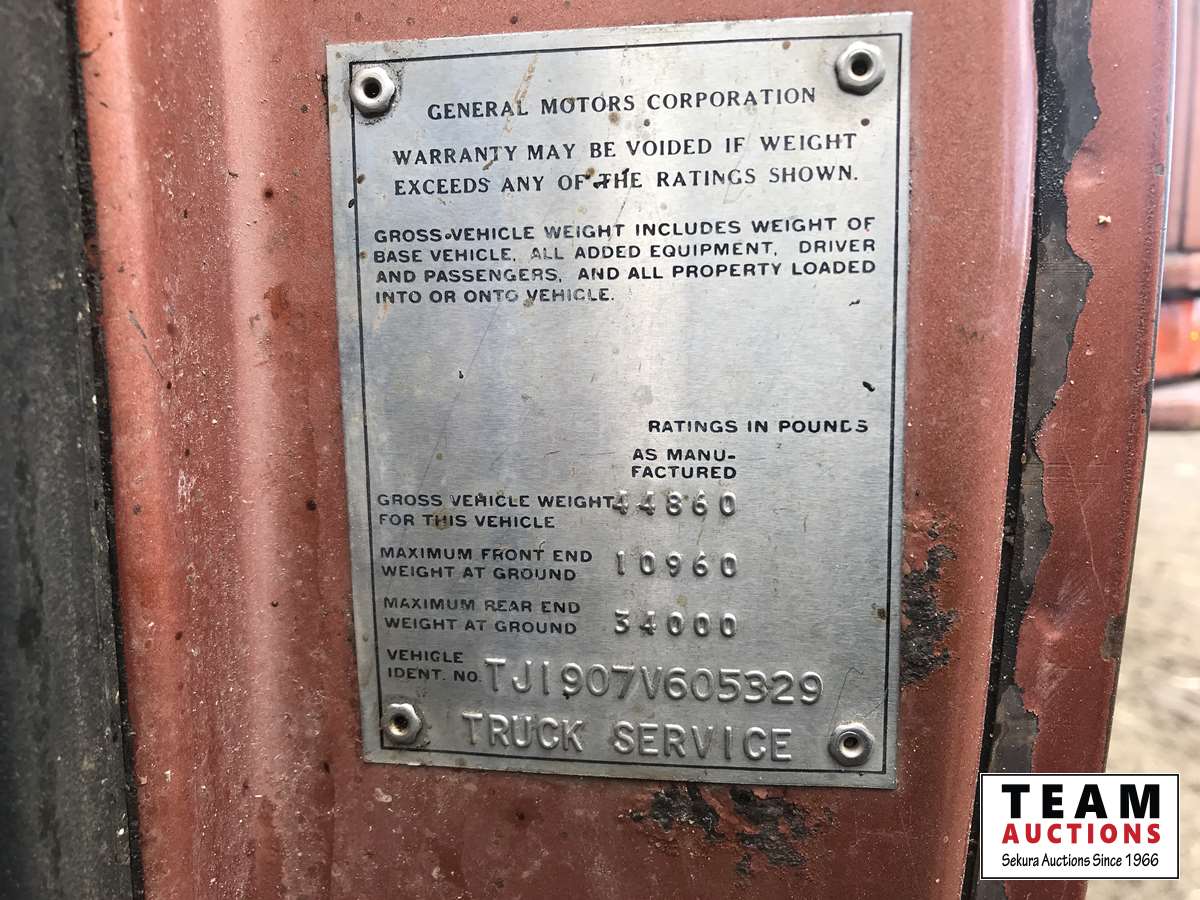 GENERAL MOTORS CORPORATION
WARRANTY MAY BE VOIDED IF WEIGHT
EXCEEDS ANY OF THE RATINGS SHOWN.
GROSS VEHICLE WEIGHT INCLUDES WEIGHT OF
BASE VEHICLE, ALL ADDED EQUIPMENT, DRIVER
AND PASSENGERS, AND ALL PROPERTY LOADED
INTO OR ONTO VEHICLE.
RATINGS IN POUNDS
AS MANU-
FACTURED
GROSS VEHICLE WEIGHT 44860
FOR THIS VEHICLE
MAXIMUM FRONT END
WEIGHT AT GROUND 10960
MAXIMUM REAR END
WEIGHT AT GROUND 34000
VEHICLE
IDENT. NO. TJI907V605329
TRUCK SERVICE
TEAM
AUCTIONS
Sekura Auctions Since 1966